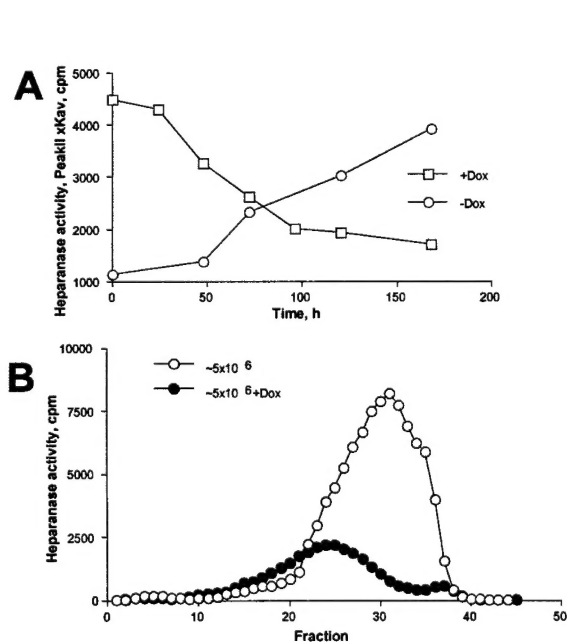 A
Heparanase activity, PeakII xKav, cpm
5000
4000
3000
2000
1000
0
50
100
150
200
Time, h
+Dox
-Dox
B
Heparanase activity, cpm
10000
7500
5000
2500
0
~5x10 6
~5x10 6+Dox
0
10
20
30
40
50
Fraction